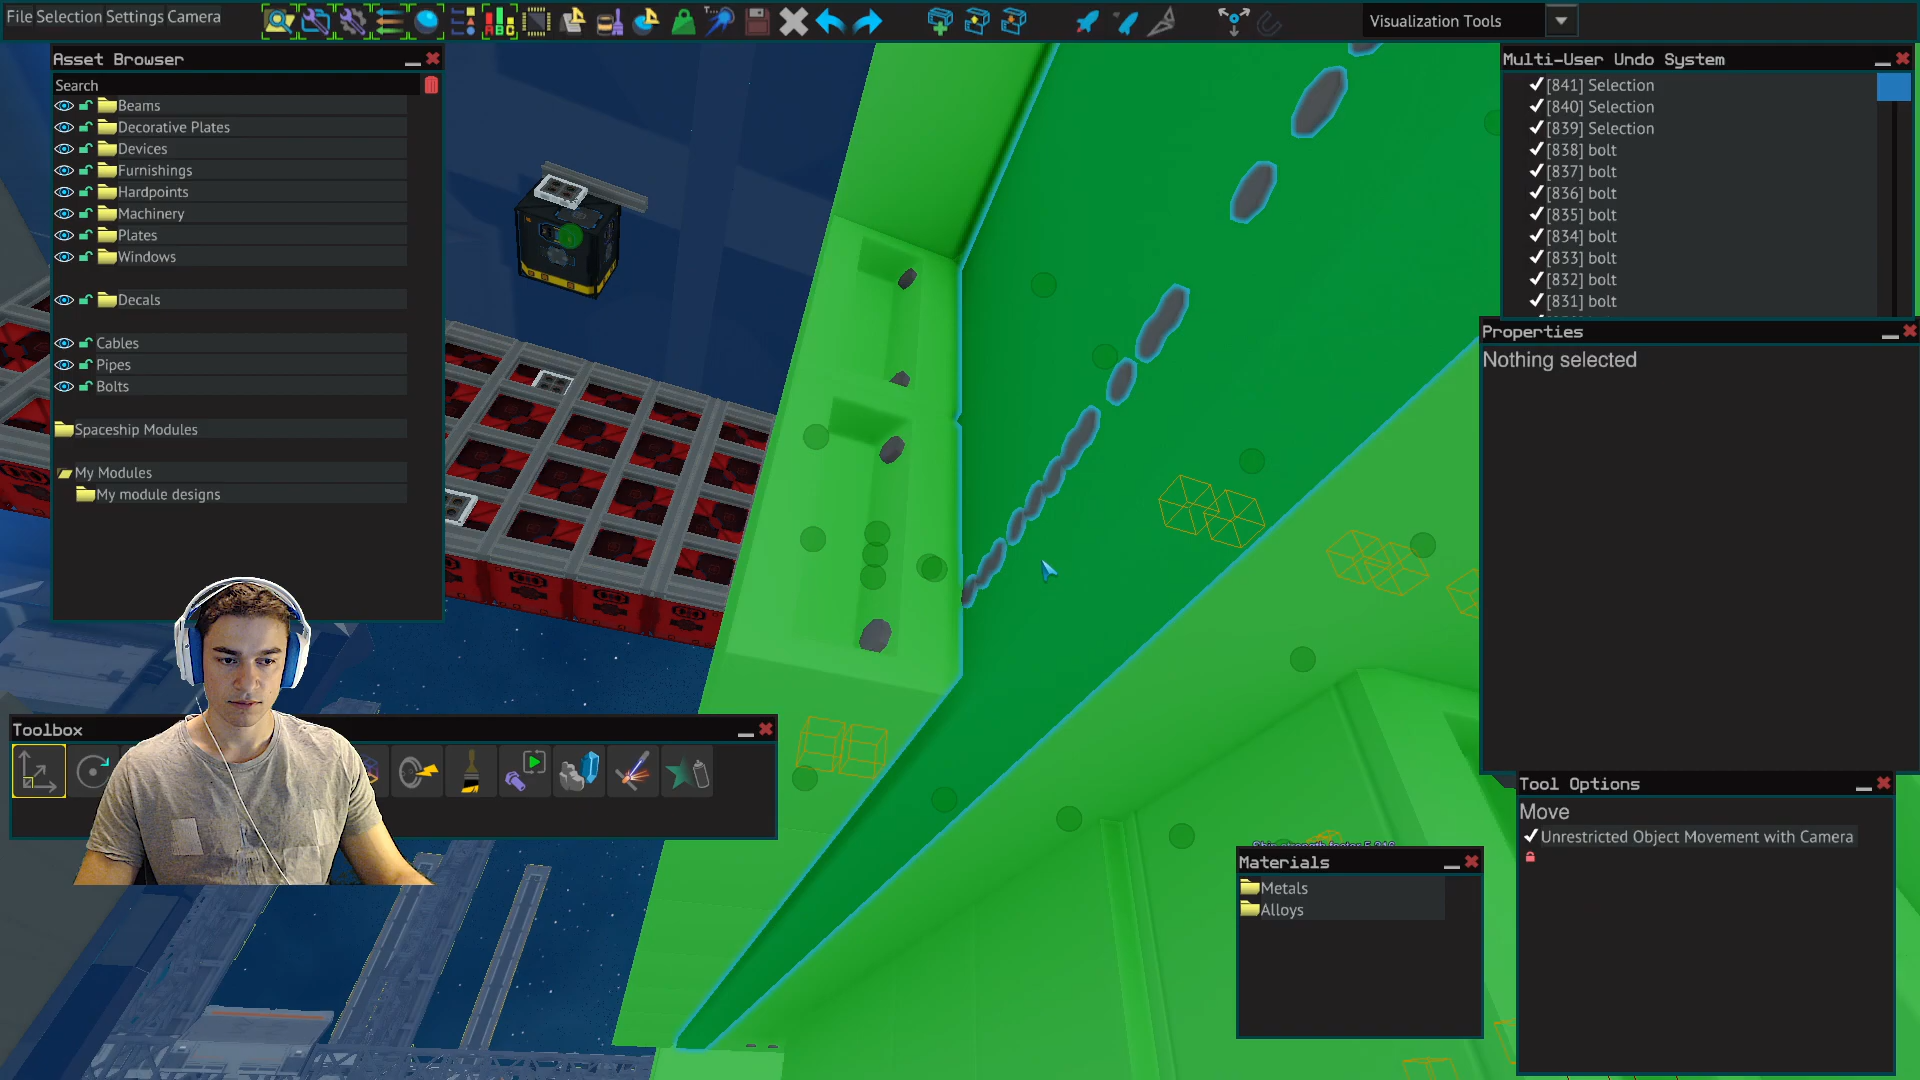 File Selection Settings Camera
Visualization Tools
Asset Browser
Search
Beams
Decorative Plates
Devices
Furnishings
Hardpoints
Machinery
Plates
Windows
Decals
Cables
Pipes
Bolts
Spaceship Modules
My Modules
My module designs
Multi-User Undo System
[841] Selection
[840] Selection
[839] Selection
[838] bolt
[837] bolt
[836] bolt
[835] bolt
[834] bolt
[833] bolt
[832] bolt
[831] bolt
Properties
Nothing selected
Toolbox
Tool Options
Move
Unrestricted Object Movement with Camera
Materials
Metals
Alloys
ABC